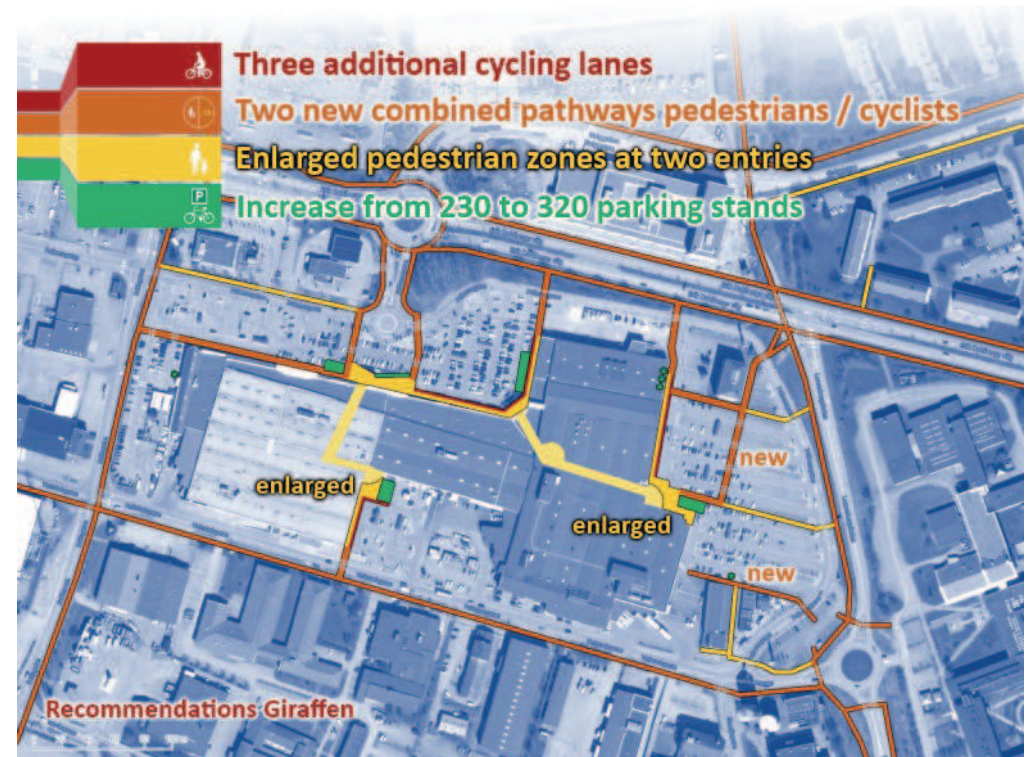 Three additional cycling lanes
Two new combined pathways pedestrians / cyclists
Enlarged pedestrian zones at two entries
P
Increase from 230 to 320 parking stands
new
enlarged
enlarged
new
Recommendations Giraffen